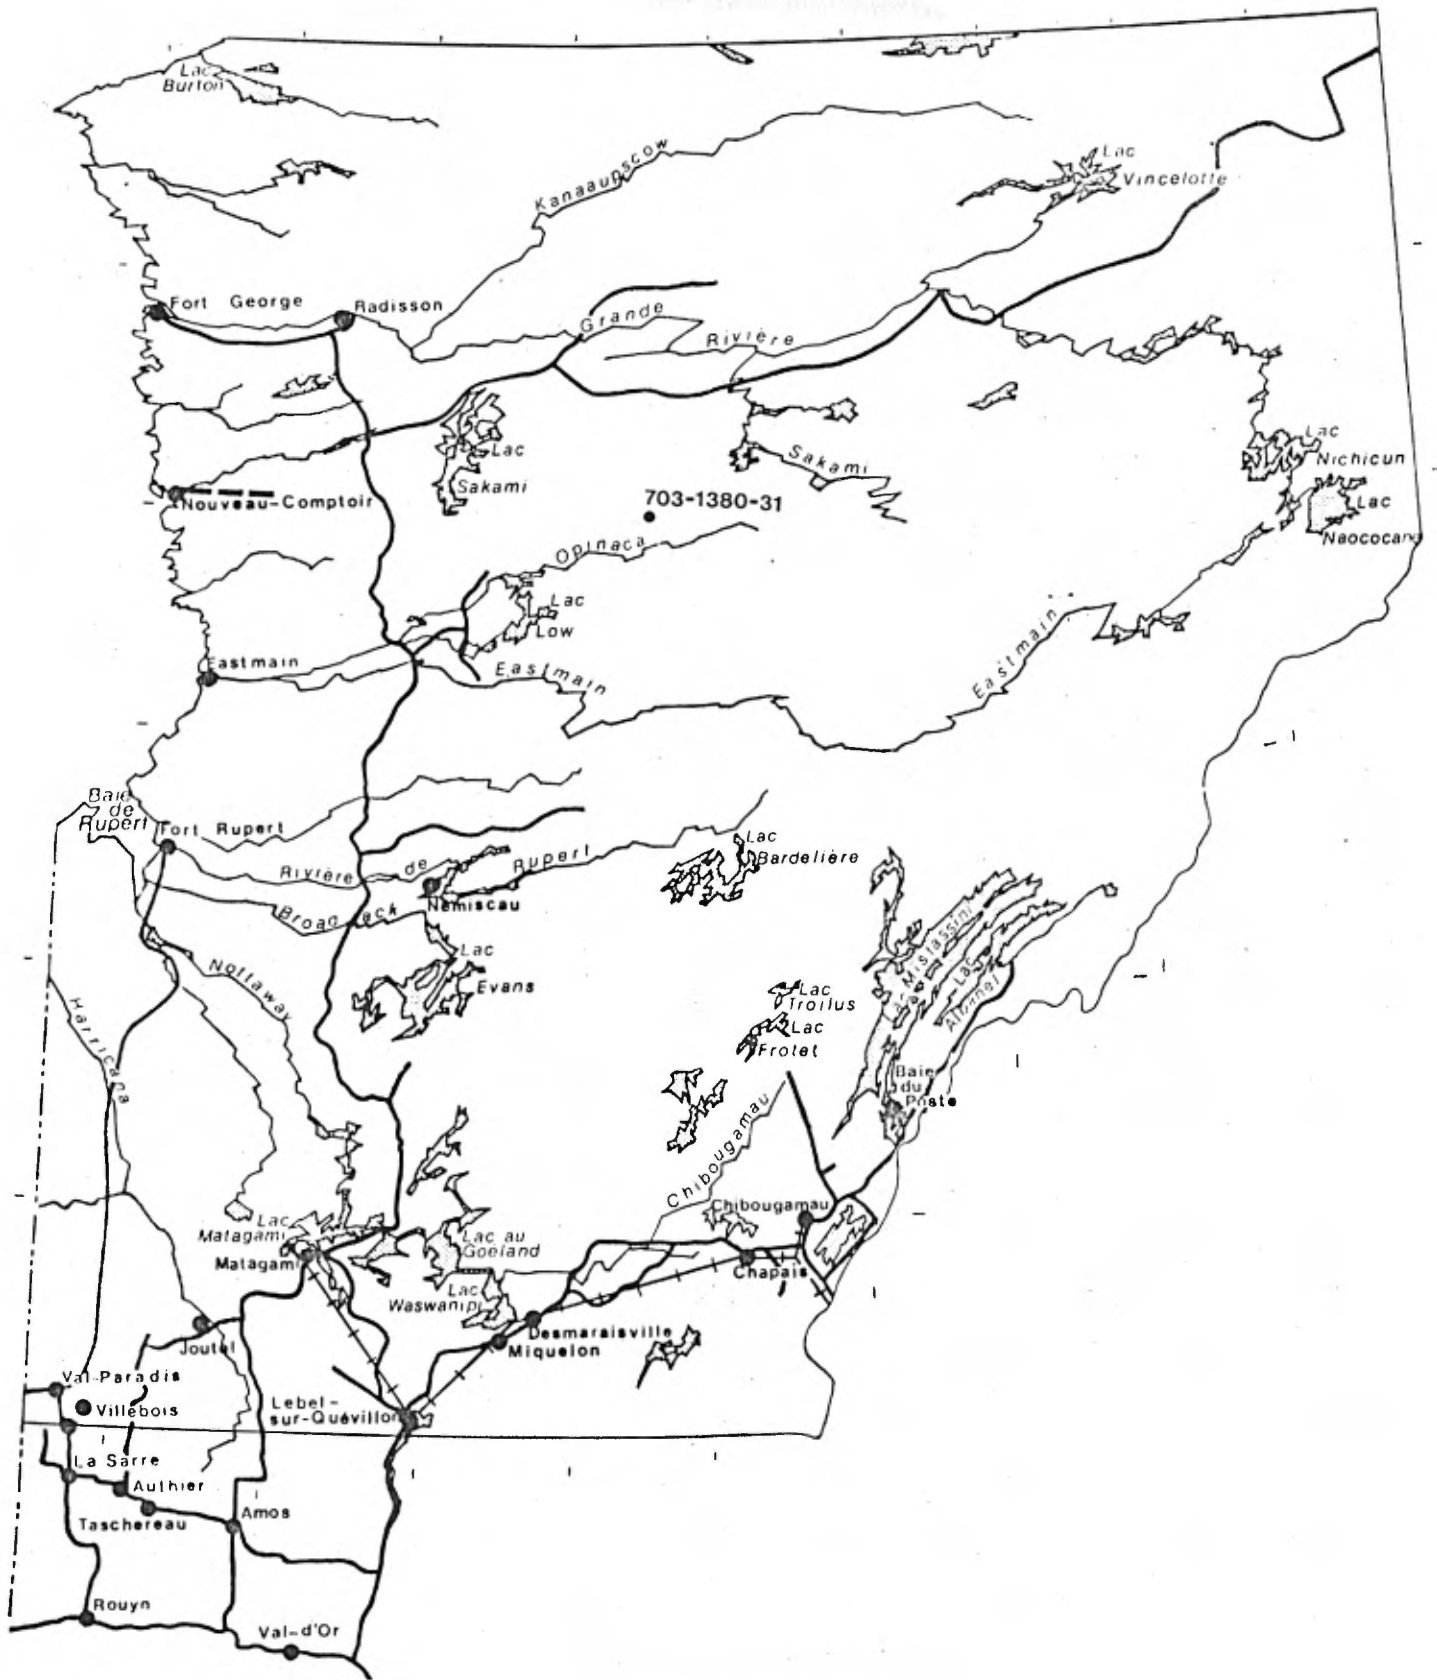 Lac
Burton
Kanaaupscow
Lac
Vincelotte
Fort George
Radisson
Grande
Rivière
Lac
Sakami
Sakami
Lac
Nichicun
Nouveau-Comptoir
703-1380-31
Lac
Naococane
Opinaca
Lac
Low
Eastmain
Eastmain
Eastmain
Baie
de
Rupert
Fort Rupert
Rivière de
Rupert
Lac
Bardelière
Nemiscau
Broadback
Nottaway
Lac
Evans
Mistassini
Lac
Lac
Albanel
Lac
Troilus
Lac
Frotet
Harricana
Baie
du
Poste
Chibougamau
Chibougamau
Lac
Matagami
Matagami
Lac au
Goéland
Chapais
Lac
Waswanipi
Desmaraisville
Miquelon
Joutel
Val-Paradis
Villebois
Lebel-
sur-Quévillon
La Sarre
Authier
Taschereau
Amos
Rouyn
Val-d'Or